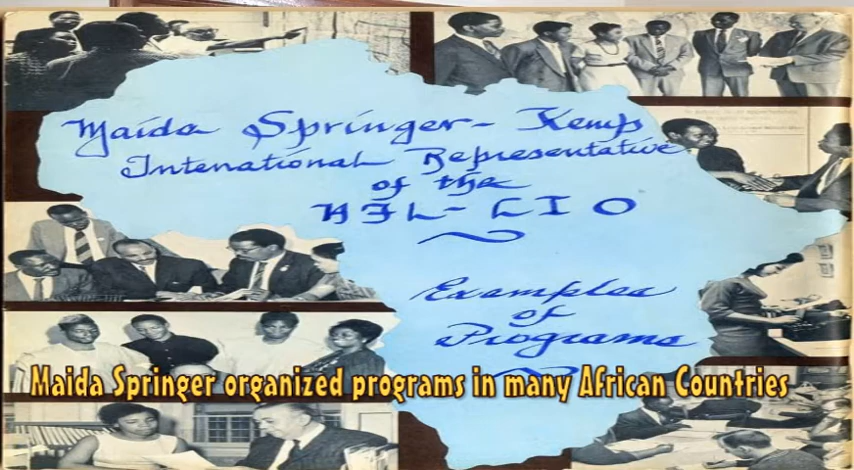 Maida Springer-Kemp
Intenational Representative
of the
AFL-CIO
Examples
of
Programs
Maida Springer organized programs in many African Countries